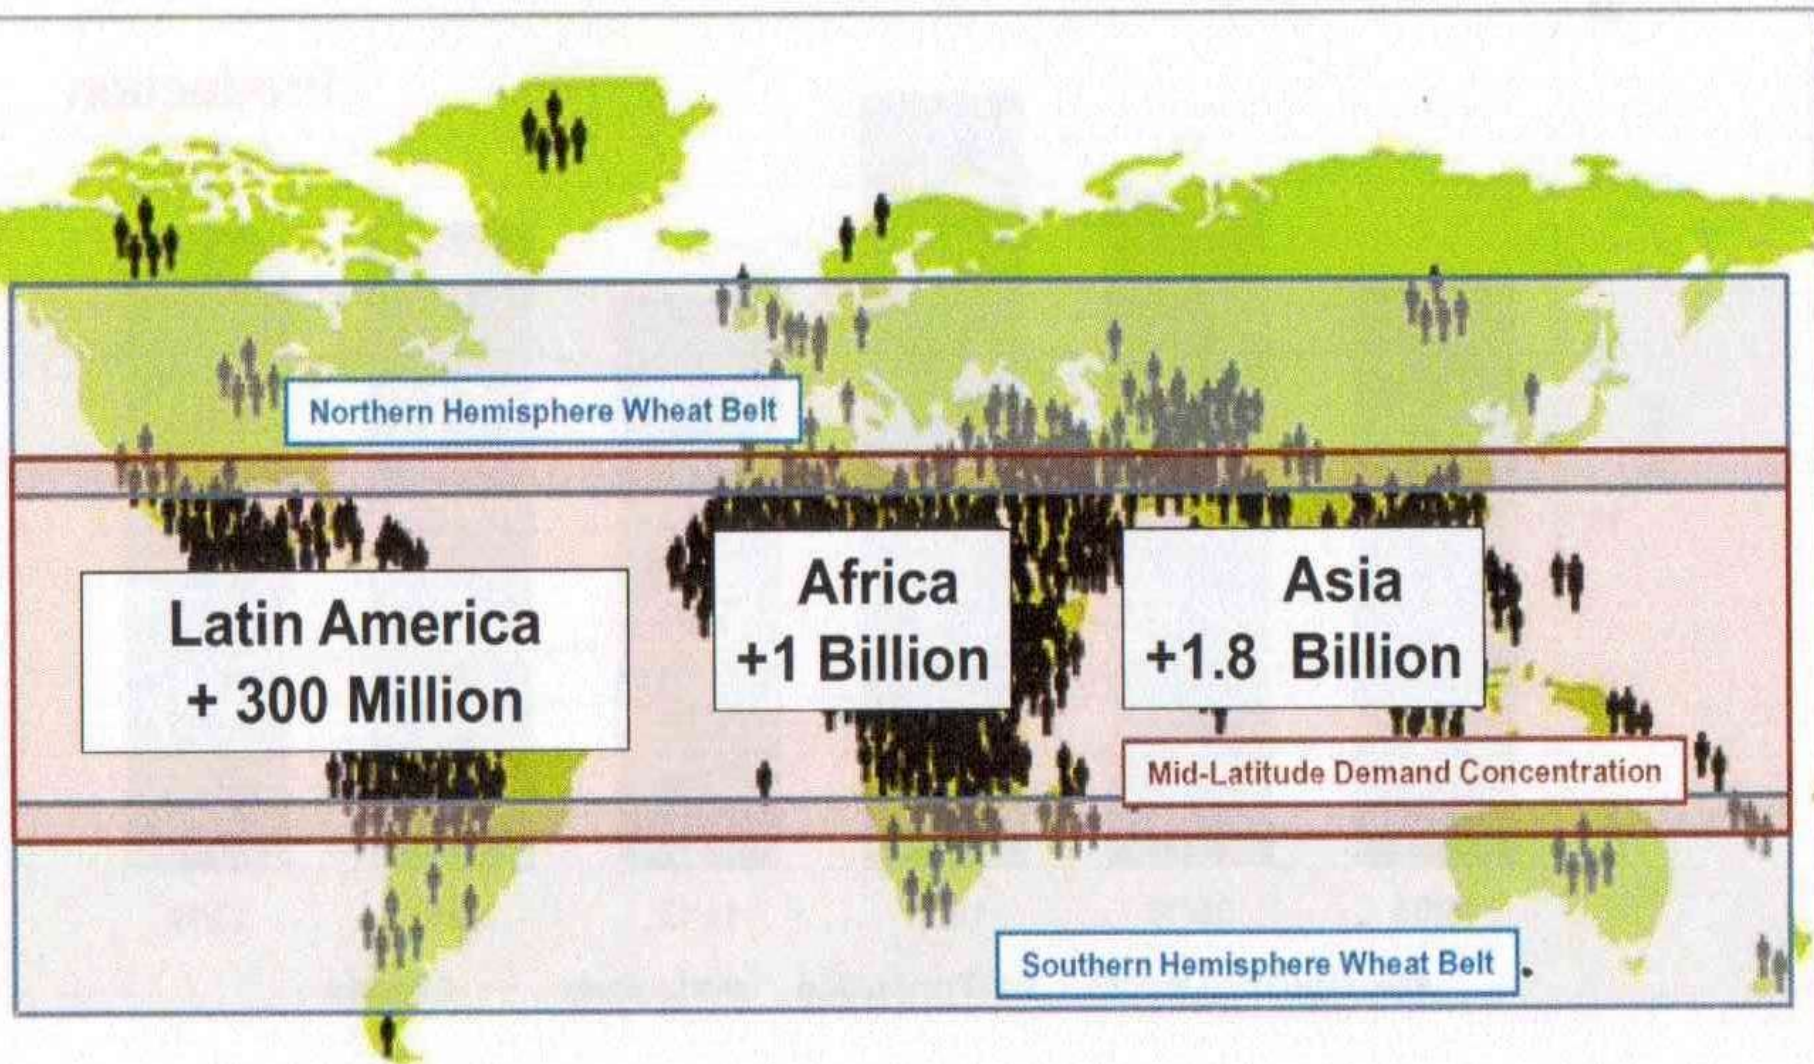 Northern Hemisphere Wheat Belt
Latin America
+ 300 Million
Africa
+1 Billion
Asia
+1.8 Billion
Mid-Latitude Demand Concentration
Southern Hemisphere Wheat Belt